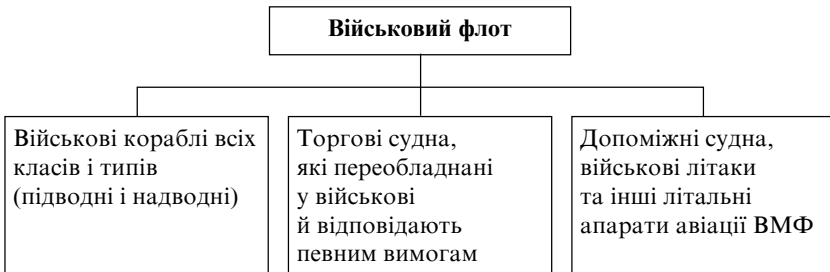 Військовий флот
Військові кораблі всіх
класів і типів
(підводні і надводні)
Торгові судна,
які переобладнані
у військові
й відповідають
певним вимогам
Допоміжні судна,
військові літаки
та інші літальні
апарати авіації ВМФ